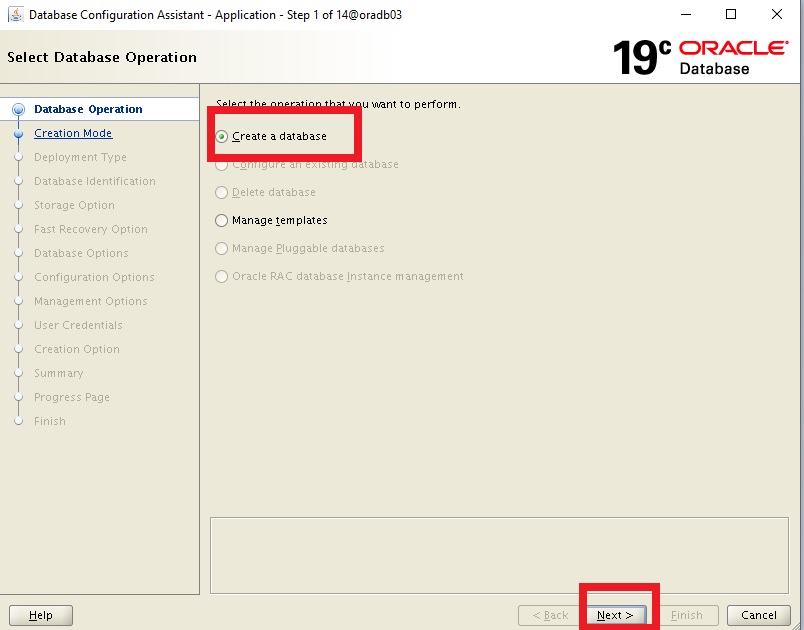 Database Configuration Assistant - Application - Step 1 of 14@oradb03
Select Database Operation
19c ORACLE
Database
Database Operation
Creation Mode
Deployment Type
Database Identification
Storage Option
Fast Recovery Option
Database Options
Configuration Options
Management Options
User Credentials
Creation Option
Summary
Progress Page
Finish
Select the operation that you want to perform.
Create a database
Configure an existing database
Delete database
Manage templates
Manage Pluggable databases
Oracle RAC database Instance management
Help
< Back
Next >
Finish
Cancel